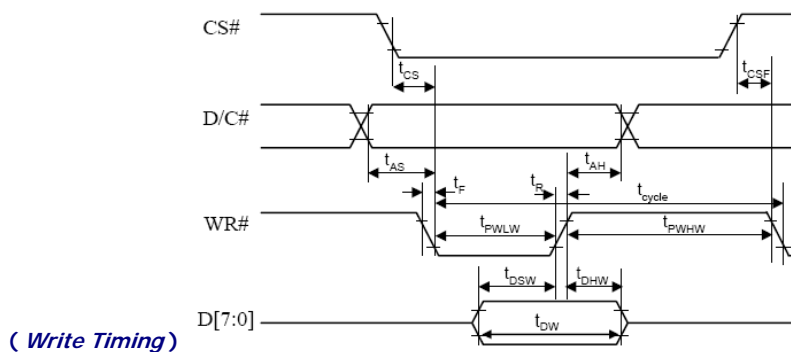 CS#
tCS
tCSF
D/C#
tAS
tAH
tF
tR
tcycle
WR#
tPWLW
tPWHW
tDSW
tDHW
D[7:0]
tDW
( Write Timing )